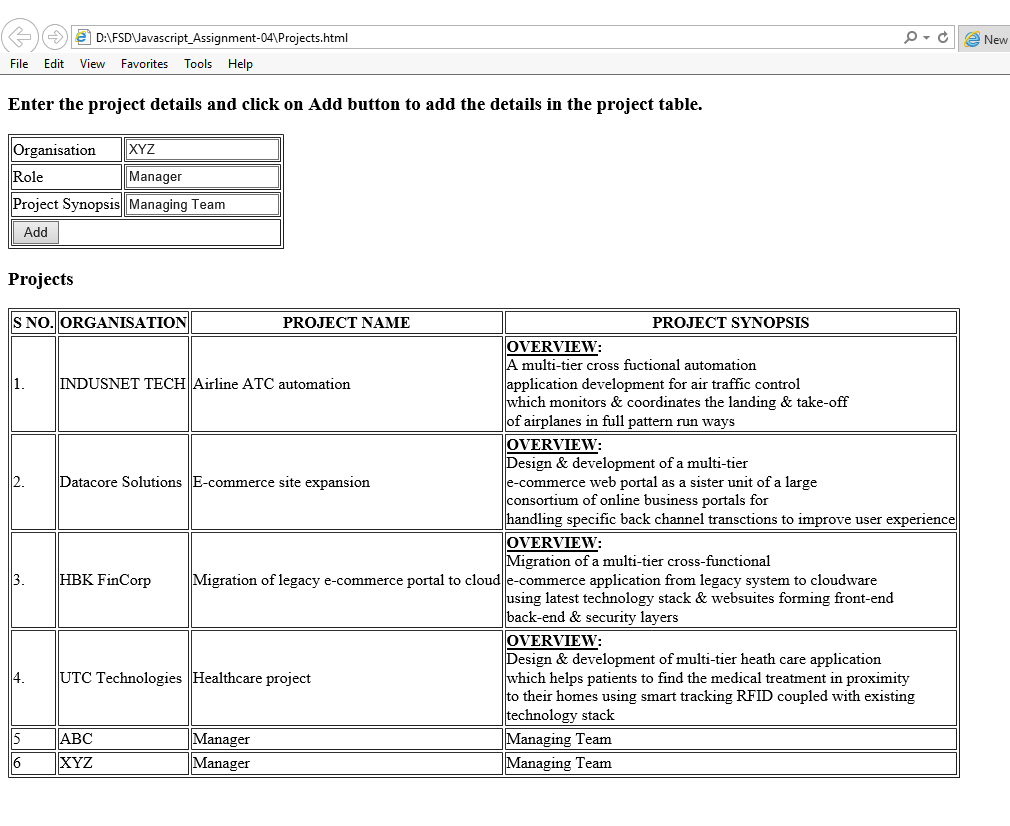 D:\FSD\Javascript_Assignment-04\Projects.html
New
File Edit View Favorites Tools Help
Enter the project details and click on Add button to add the details in the project table.
Organisation XYZ
Role Manager
Project Synopsis Managing Team
Add
Projects
S NO. ORGANISATION PROJECT NAME PROJECT SYNOPSIS
1. INDUSNET TECH Airline ATC automation
OVERVIEW:
A multi-tier cross fuctional automation
application development for air traffic control
which monitors & coordinates the landing & take-off
of airplanes in full pattern run ways
2. Datacore Solutions E-commerce site expansion
OVERVIEW:
Design & development of a multi-tier
e-commerce web portal as a sister unit of a large
consortium of online business portals for
handling specific back channel transctions to improve user experience
3. HBK FinCorp Migration of legacy e-commerce portal to cloud
OVERVIEW:
Migration of a multi-tier cross-functional
e-commerce application from legacy system to cloudware
using latest technology stack & websuites forming front-end
back-end & security layers
4. UTC Technologies Healthcare project
OVERVIEW:
Design & development of multi-tier heath care application
which helps patients to find the medical treatment in proximity
to their homes using smart tracking RFID coupled with existing
technology stack
5 ABC Manager Managing Team
6 XYZ Manager Managing Team